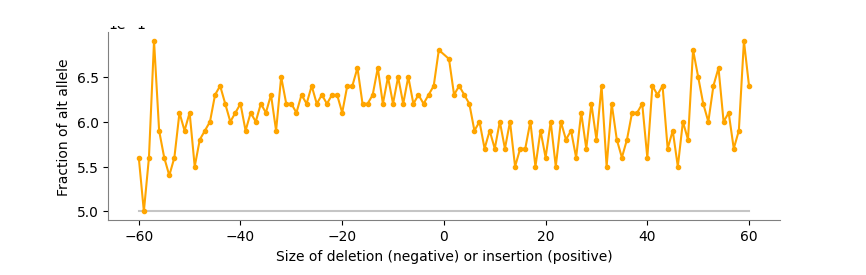 6.5
6.0
5.5
5.0
Fraction of alt allele
−60 −40 −20 0 20 40 60
Size of deletion (negative) or insertion (positive)